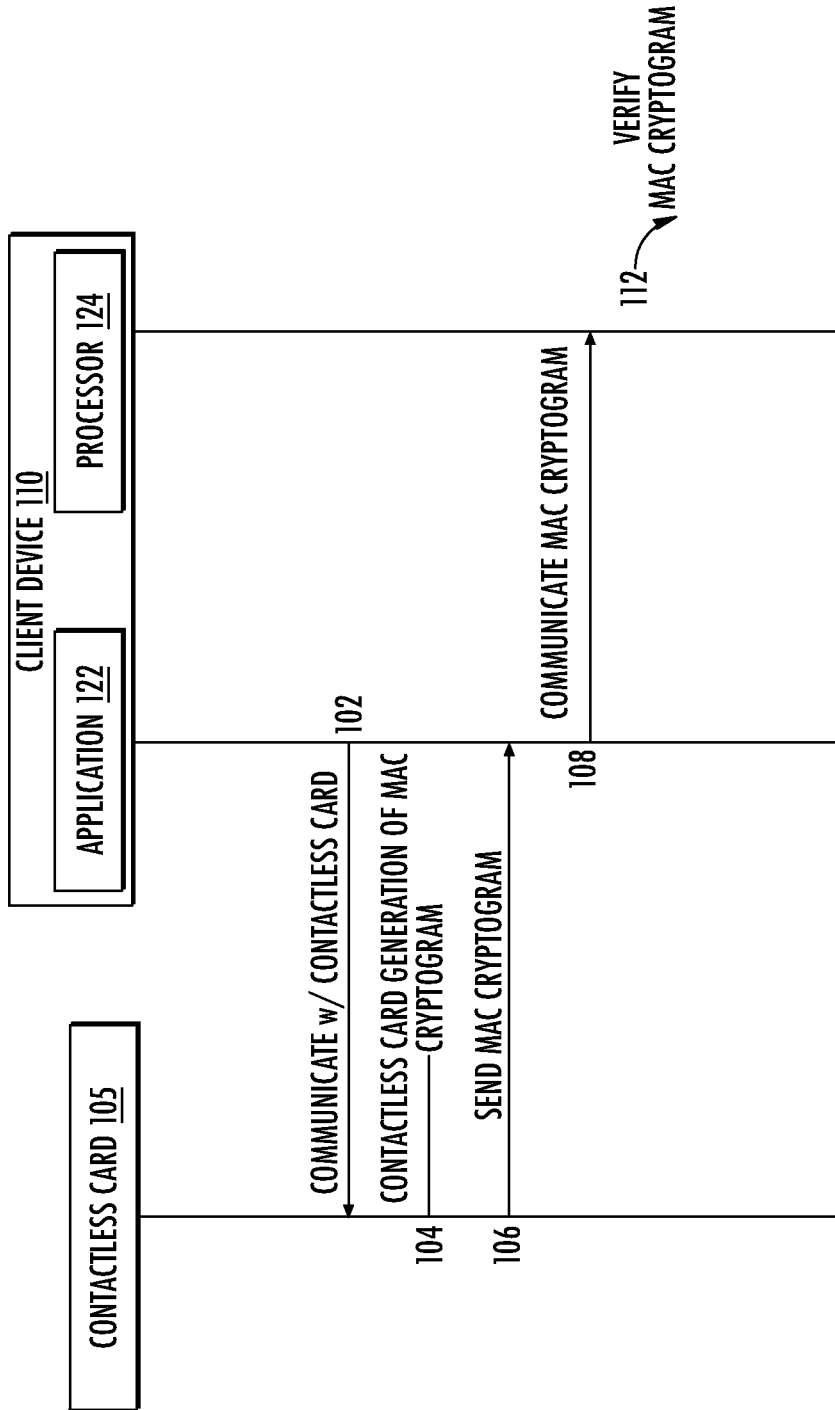 CONTACTLESS CARD 105
CLIENT DEVICE 110
APPLICATION 122
PROCESSOR 124
COMMUNICATE w/ CONTACTLESS CARD
102
CONTACTLESS CARD GENERATION OF MAC
CRYPTOGRAM
104
SEND MAC CRYPTOGRAM
106
COMMUNICATE MAC CRYPTOGRAM
108
112
VERIFY
MAC CRYPTOGRAM